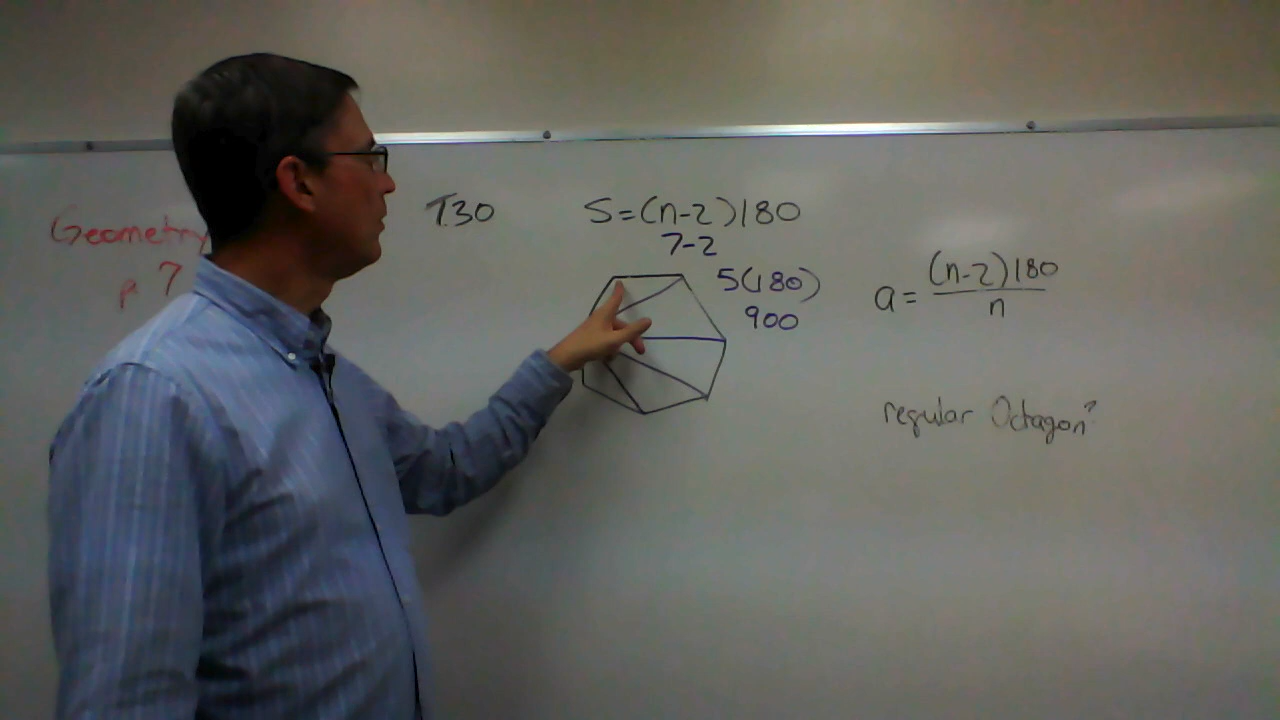 Geometry
p 7
T.30
S=(n-2)180
7-2
5(180)
900
a=(n-2)180/n
regular Octagon?